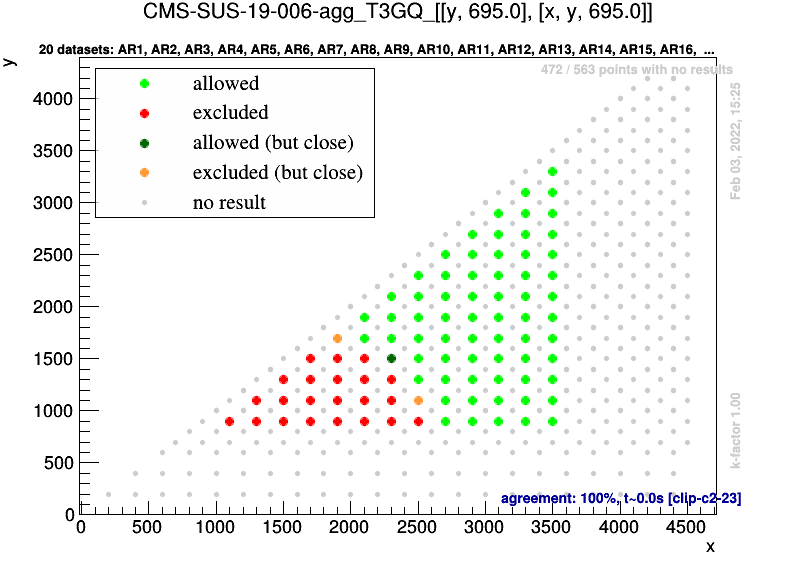 CMS-SUS-19-006-agg_T3GQ_[[y, 695.0], [x, y, 695.0]]
20 datasets: AR1, AR2, AR3, AR4, AR5, AR6, AR7, AR8, AR9, AR10, AR11, AR12, AR13, AR14, AR15, AR16, ...
y
472 / 563 points with no results
allowed
excluded
allowed (but close)
excluded (but close)
no result
4000
3500
3000
2500
2000
1500
1000
500
0
Feb 03, 2022, 15:25
k-factor 1.00
agreement: 100%, t~0.0s [clip-c2-23]
0 500 1000 1500 2000 2500 3000 3500 4000 4500
x